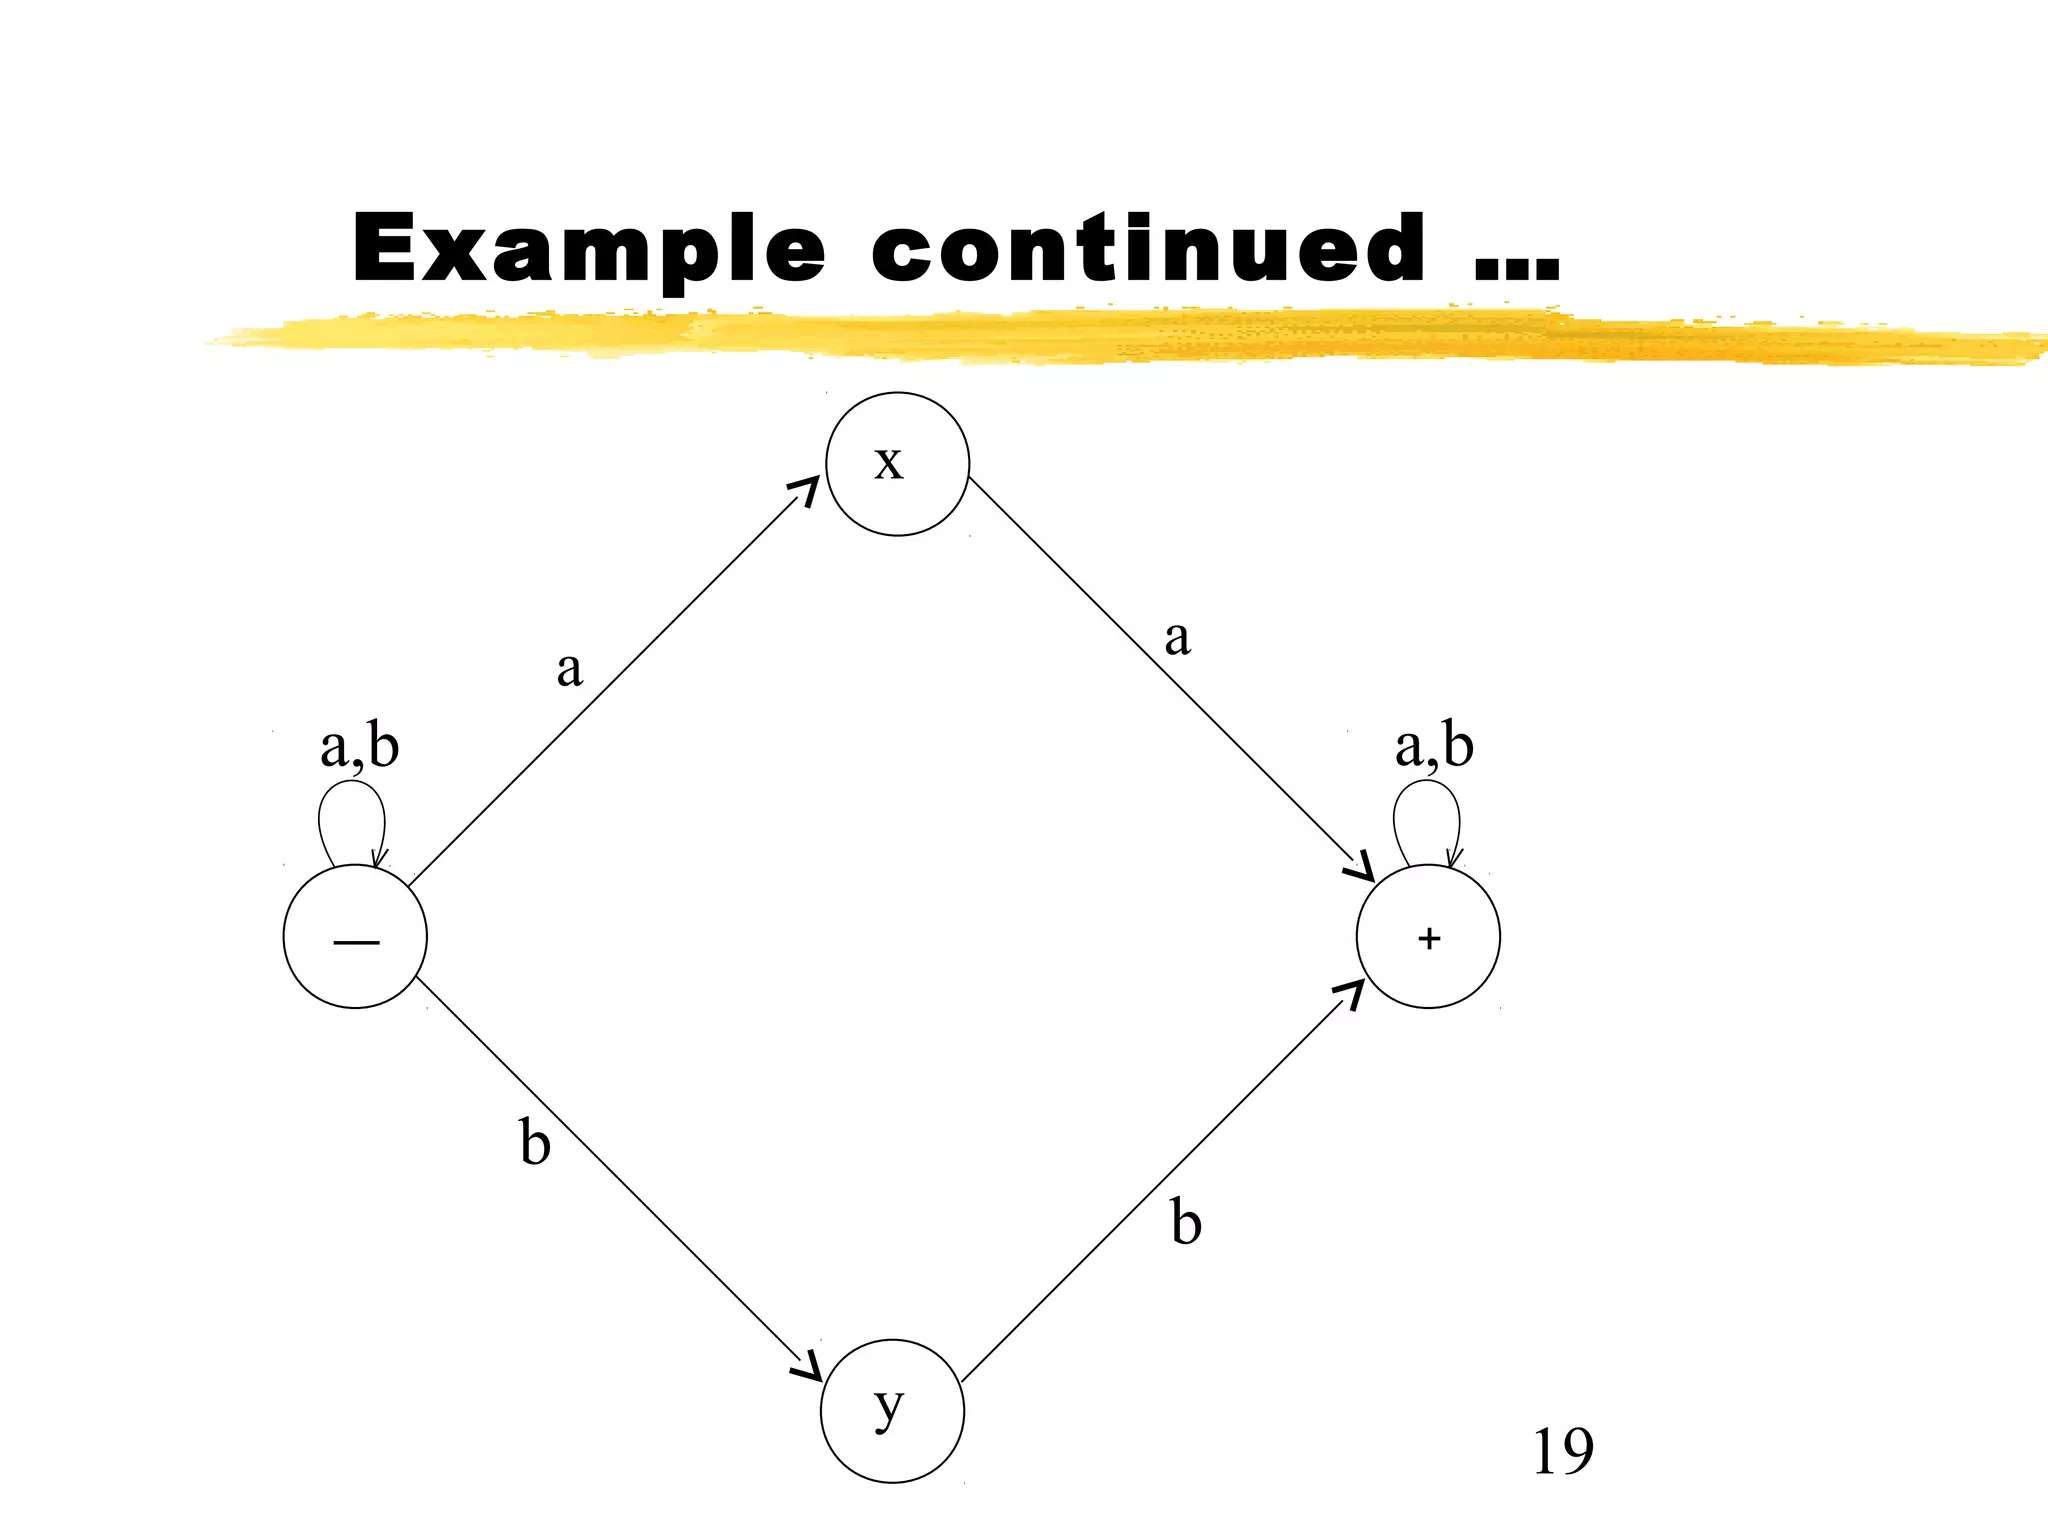 Example continued ...
x
a
a
a,b
a,b
—
+
b
b
y
19